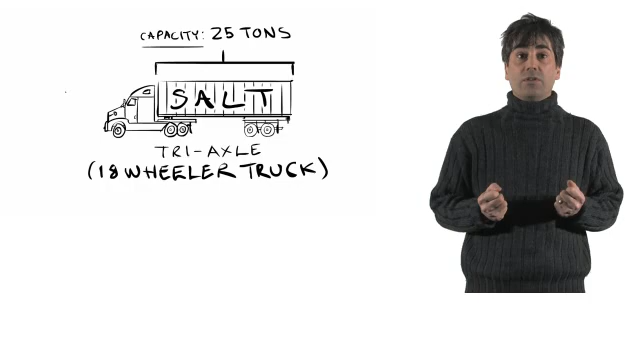 CAPACITY: 25 TONS
SALT
TRI-AXLE
(18 WHEELER TRUCK)